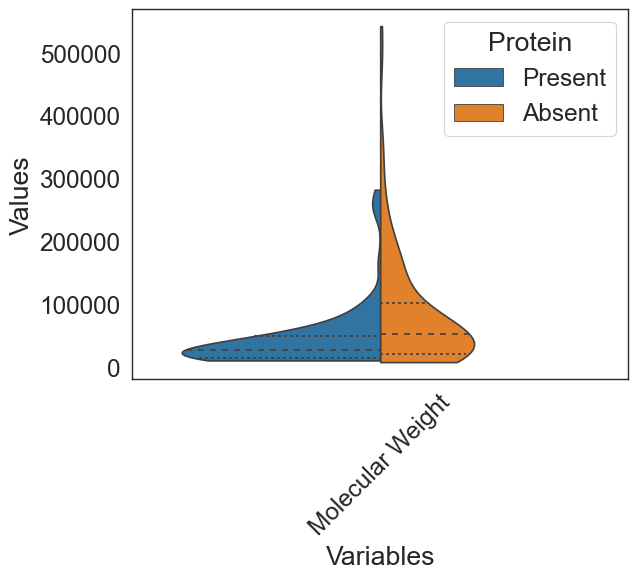 Values
500000
400000
300000
200000
100000
0
Protein
Present
Absent
Molecular Weight
Variables